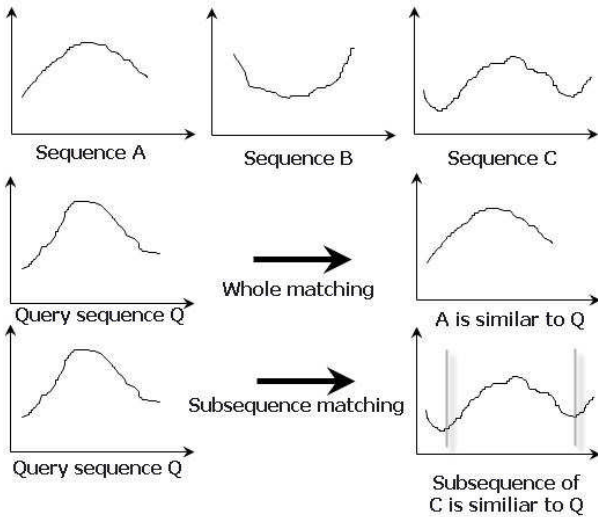 Sequence A
Sequence B
Sequence C
Query sequence Q
Whole matching
A is similar to Q
Query sequence Q
Subsequence matching
Subsequence of
C is similiar to Q